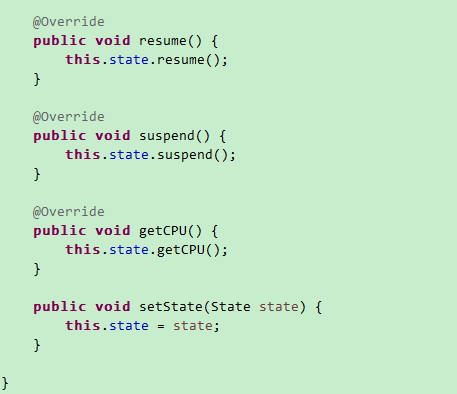 @Override
public void resume() {
this.state.resume();
}
@Override
public void suspend() {
this.state.suspend();
}
@Override
public void getCPU() {
this.state.getCPU();
}
public void setState(State state) {
this.state = state;
}
}